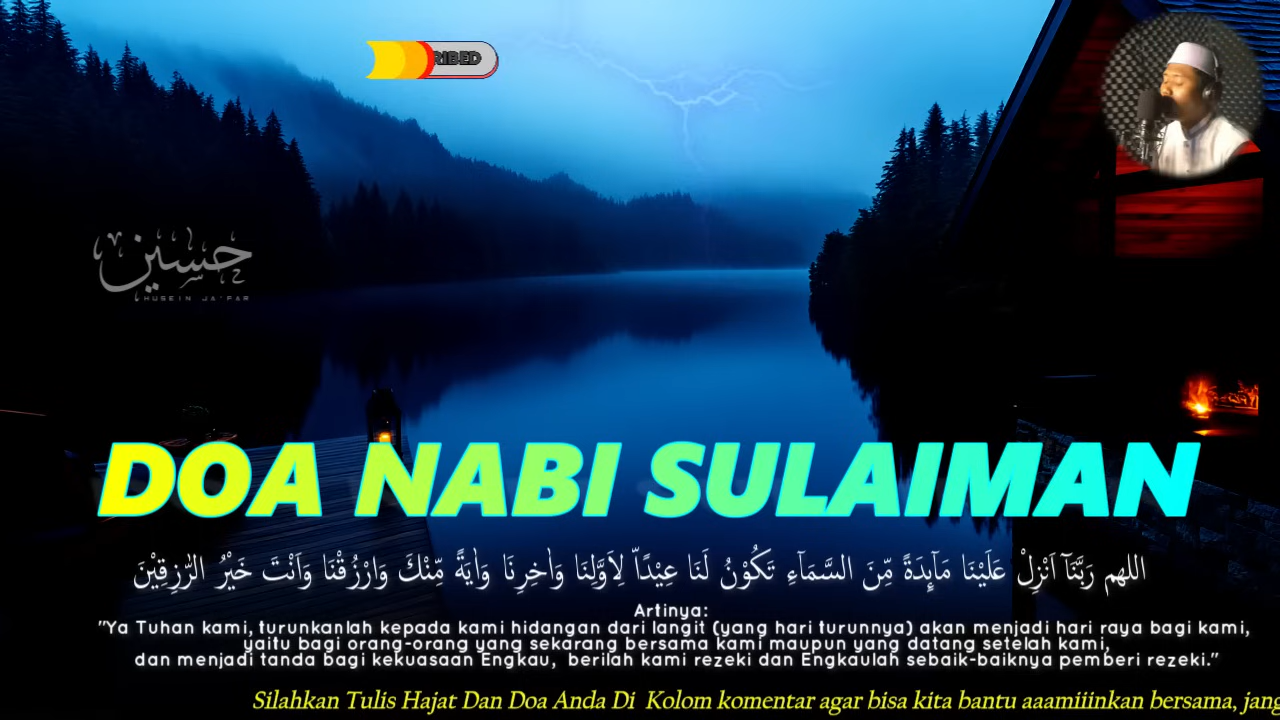 RIBED
حسين
HUSEIN JA'FAR
DOA NABI SULAIMAN
اللهم رَبَّنَآ اَنْزِلْ عَلَيْنَا مَآىِٕدَةً مِّنَ السَّمَاۤءِ تَكُوْنُ لَنَا عِيْدًا لِّاَوَّلِنَا وَاٰخِرِنَا وَاٰيَةً مِّنْكَ وَارْزُقْنَا وَاَنْتَ خَيْرُ الرّٰزِقِيْنَ
Artinya:
"Ya Tuhan kami, turunkanlah kepada kami hidangan dari langit (yang hari turunnya) akan menjadi hari raya bagi kami,
yaitu bagi orang-orang yang sekarang bersama kami maupun yang datang setelah kami,
dan menjadi tanda bagi kekuasaan Engkau, berilah kami rezeki dan Engkaulah sebaik-baiknya pemberi rezeki."
Silahkan Tulis Hajat Dan Doa Anda Di Kolom komentar agar bisa kita bantu aaamiiinkan bersama, jang